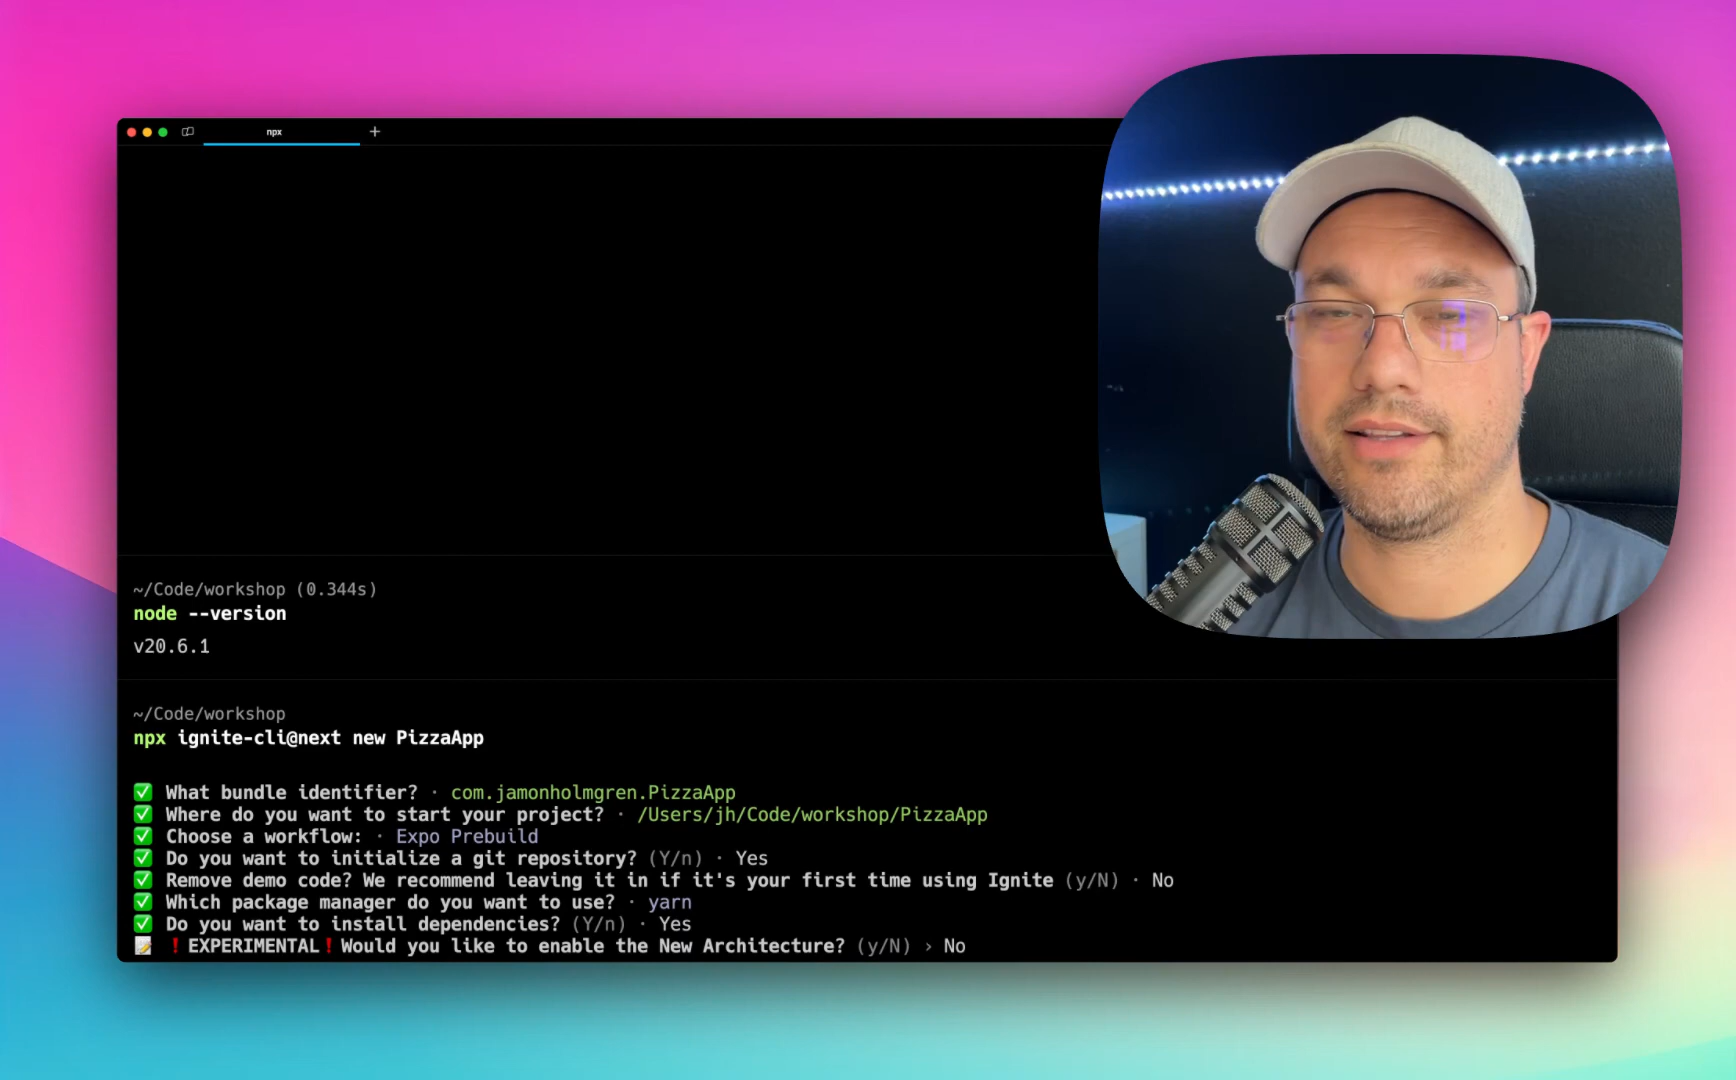 npx
~/Code/workshop (0.344s)
node --version
v20.6.1
~/Code/workshop
npx ignite-cli@next new PizzaApp
✅ What bundle identifier? · com.jamonholmgren.PizzaApp
✅ Where do you want to start your project? · /Users/jh/Code/workshop/PizzaApp
✅ Choose a workflow: · Expo Prebuild
✅ Do you want to initialize a git repository? (Y/n) · Yes
✅ Remove demo code? We recommend leaving it in if it's your first time using Ignite (y/N) · No
✅ Which package manager do you want to use? · yarn
✅ Do you want to install dependencies? (Y/n) · Yes
📝 ❗EXPERIMENTAL❗Would you like to enable the New Architecture? (y/N) › No